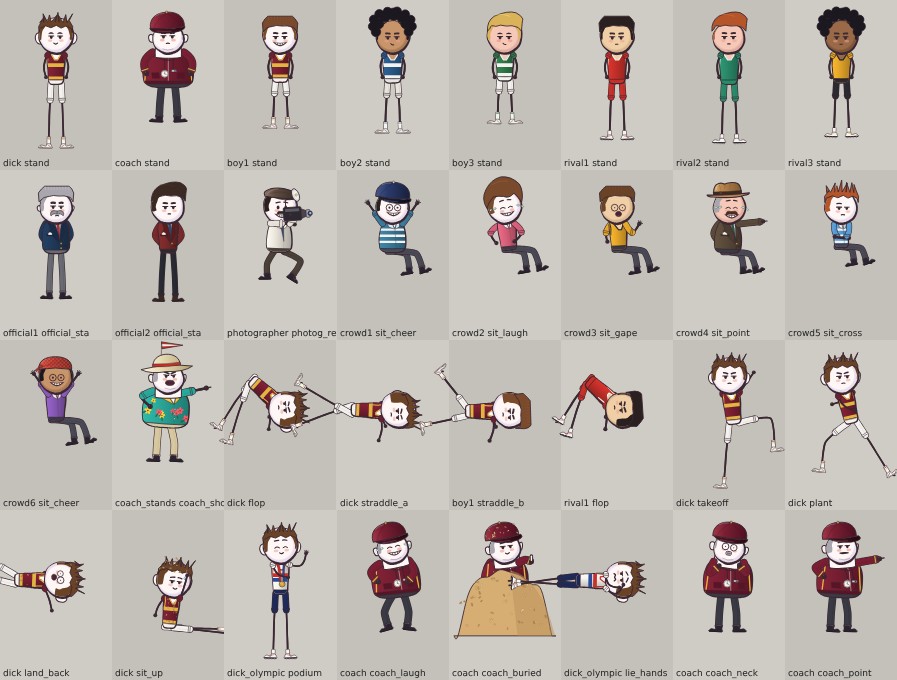 dick stand
coach stand
boy1 stand
boy2 stand
boy3 stand
rival1 stand
rival2 stand
rival3 stand
official1 official_sta
official2 official_sta
photographer photog_re
crowd1 sit_cheer
crowd2 sit_laugh
crowd3 sit_gape
crowd4 sit_point
crowd5 sit_cross
crowd6 sit_cheer
coach_stands coach_sho
dick flop
dick straddle_a
boy1 straddle_b
rival1 flop
dick takeoff
dick plant
dick land_back
dick sit_up
dick_olympic podium
coach coach_laugh
coach coach_buried
dick_olympic lie_hands
coach coach_neck
coach coach_point